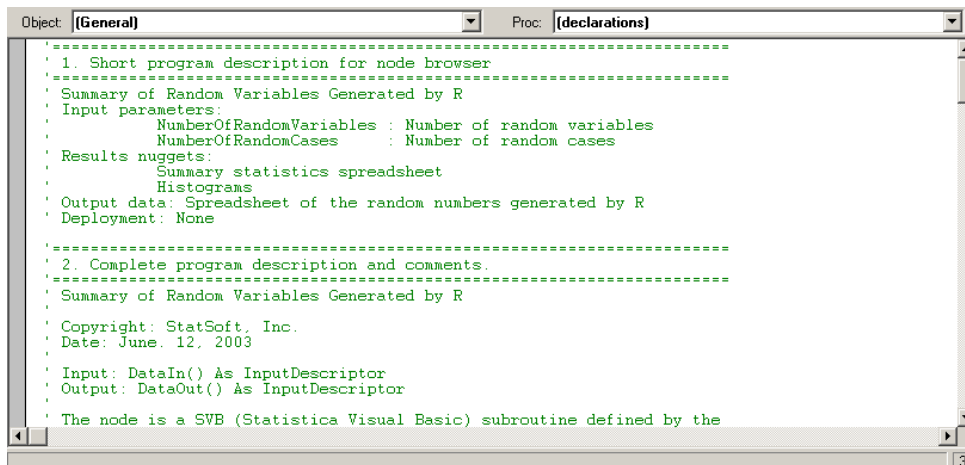 Object: (General) Proc: (declarations)
'========================================================================
' 1. Short program description for node browser
'========================================================================
' Summary of Random Variables Generated by R
' Input parameters:
'           NumberOfRandomVariables : Number of random variables
'           NumberOfRandomCases     : Number of random cases
' Results nuggets:
'           Summary statistics spreadsheet
'           Histograms
' Output data: Spreadsheet of the random numbers generated by R
' Deployment: None
'========================================================================
' 2. Complete program description and comments.
'========================================================================
' Summary of Random Variables Generated by R
'
' Copyright: StatSoft, Inc.
' Date: June. 12, 2003
'
' Input: DataIn() As InputDescriptor
' Output: DataOut() As InputDescriptor
'
' The node is a SVB (Statistica Visual Basic) subroutine defined by the